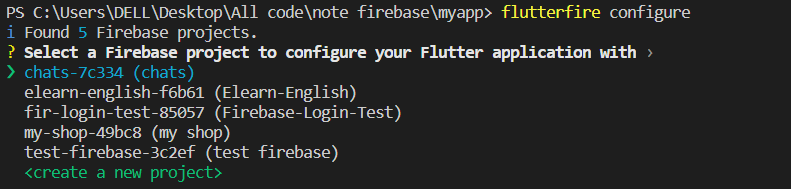 PS C:\Users\DELL\Desktop\All code\note firebase\myapp> flutterfire configure
i Found 5 Firebase projects.
? Select a Firebase project to configure your Flutter application with ›
❯ chats-7c334 (chats)
elearn-english-f6b61 (Elearn-English)
fir-login-test-85057 (Firebase-Login-Test)
my-shop-49bc8 (my shop)
test-firebase-3c2ef (test firebase)
<create a new project>